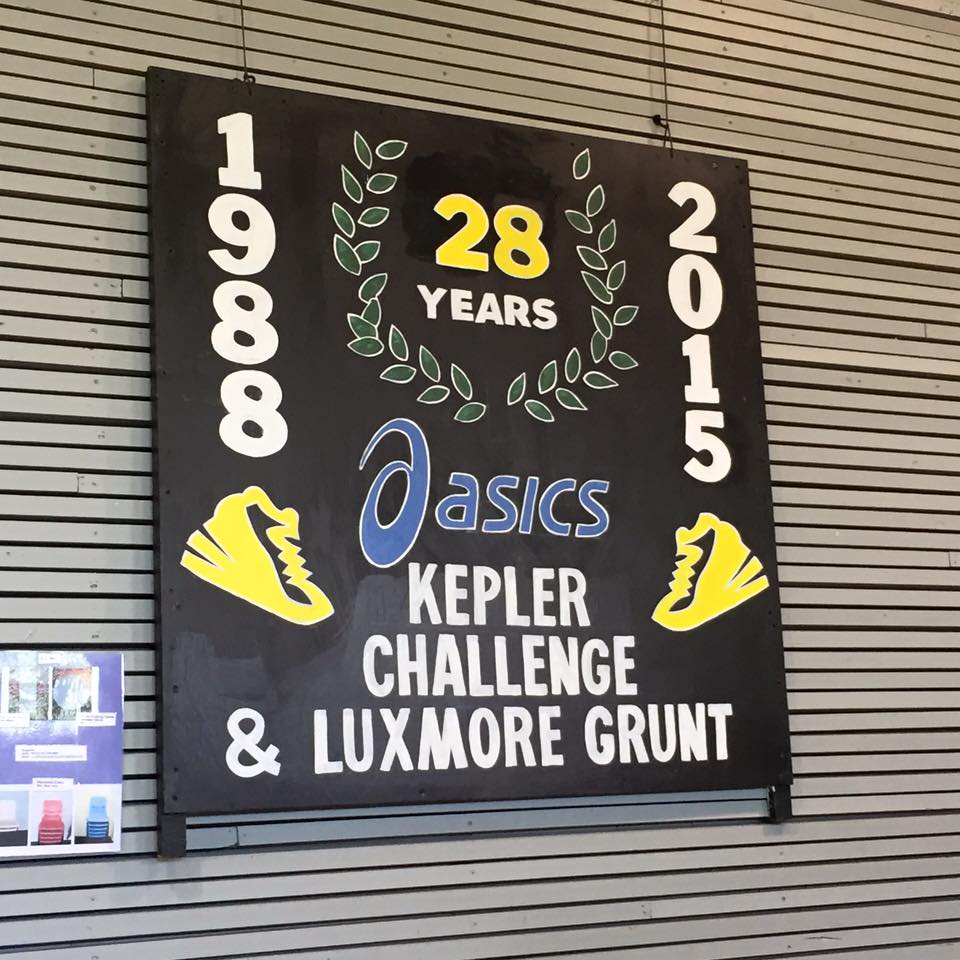 1988
28
YEARS
2015
asics
KEPLER
CHALLENGE
& LUXMORE GRUNT